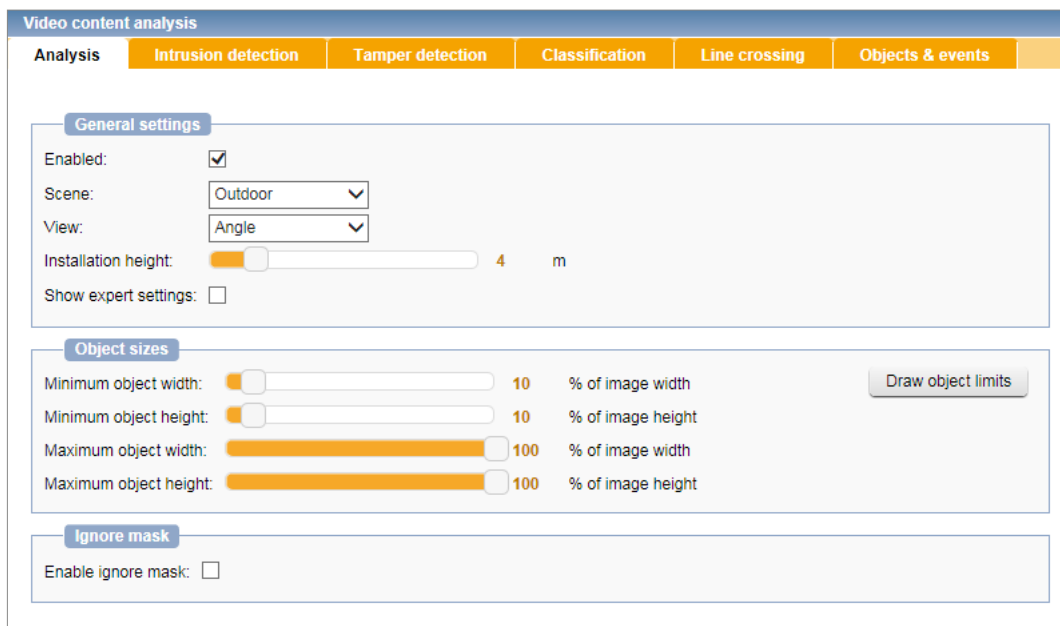 Video content analysis
Analysis Intrusion detection Tamper detection Classification Line crossing Objects & events
General settings
Enabled:
Scene: Outdoor
View: Angle
Installation height: 4 m
Show expert settings:
Object sizes
Minimum object width: 10 % of image width Draw object limits
Minimum object height: 10 % of image height
Maximum object width: 100 % of image width
Maximum object height: 100 % of image height
Ignore mask
Enable ignore mask: